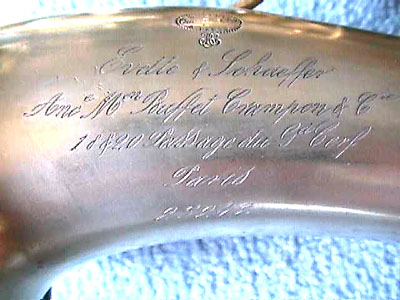 Evette & Schaeffer
Ancne Mon Buffet Crampon & Cie
18 & 20 Passage du Gd Cerf
Paris